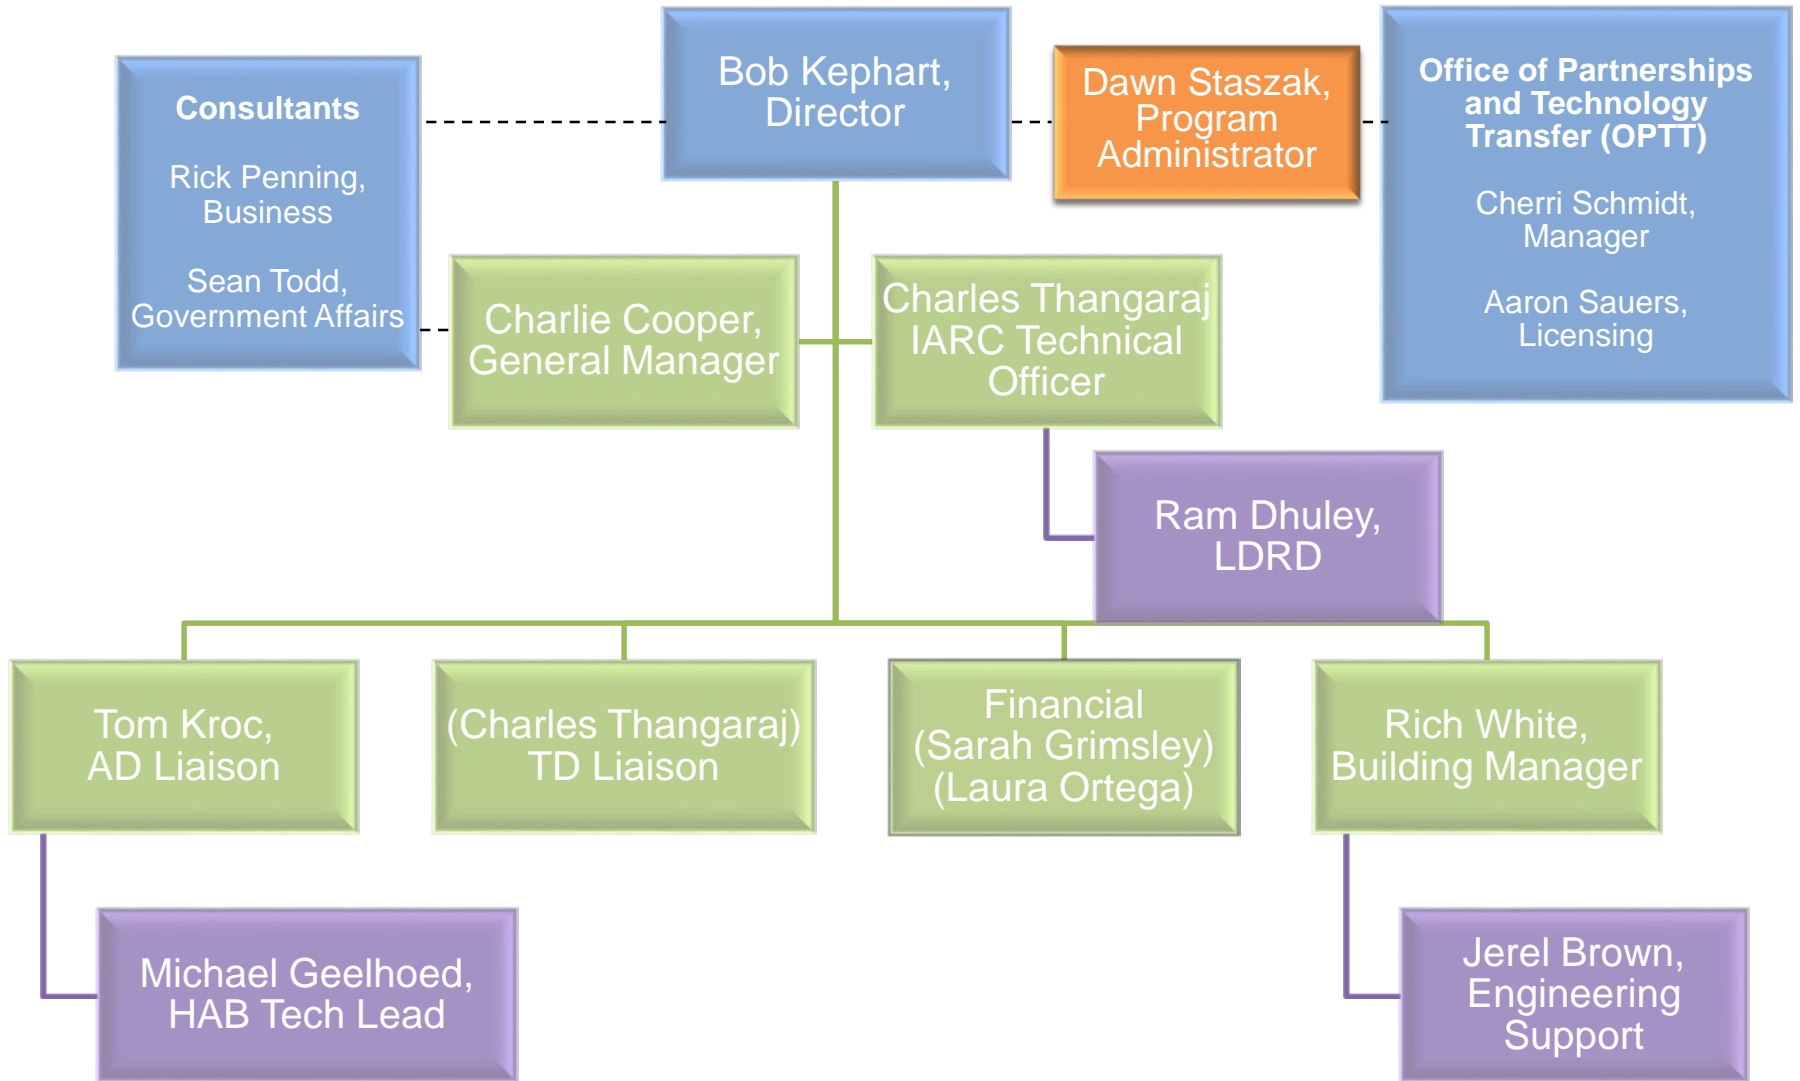 Consultants
Rick Penning,
Business
Sean Todd,
Government Affairs
Bob Kephart,
Director
Dawn Staszak,
Program
Administrator
Office of Partnerships
and Technology
Transfer (OPTT)
Cherri Schmidt,
Manager
Aaron Sauers,
Licensing
Charlie Cooper,
General Manager
Charles Thangaraj
IARC Technical
Officer
Ram Dhuley,
LDRD
Tom Kroc,
AD Liaison
(Charles Thangaraj)
TD Liaison
Financial
(Sarah Grimsley)
(Laura Ortega)
Rich White,
Building Manager
Michael Geelhoed,
HAB Tech Lead
Jerel Brown,
Engineering
Support